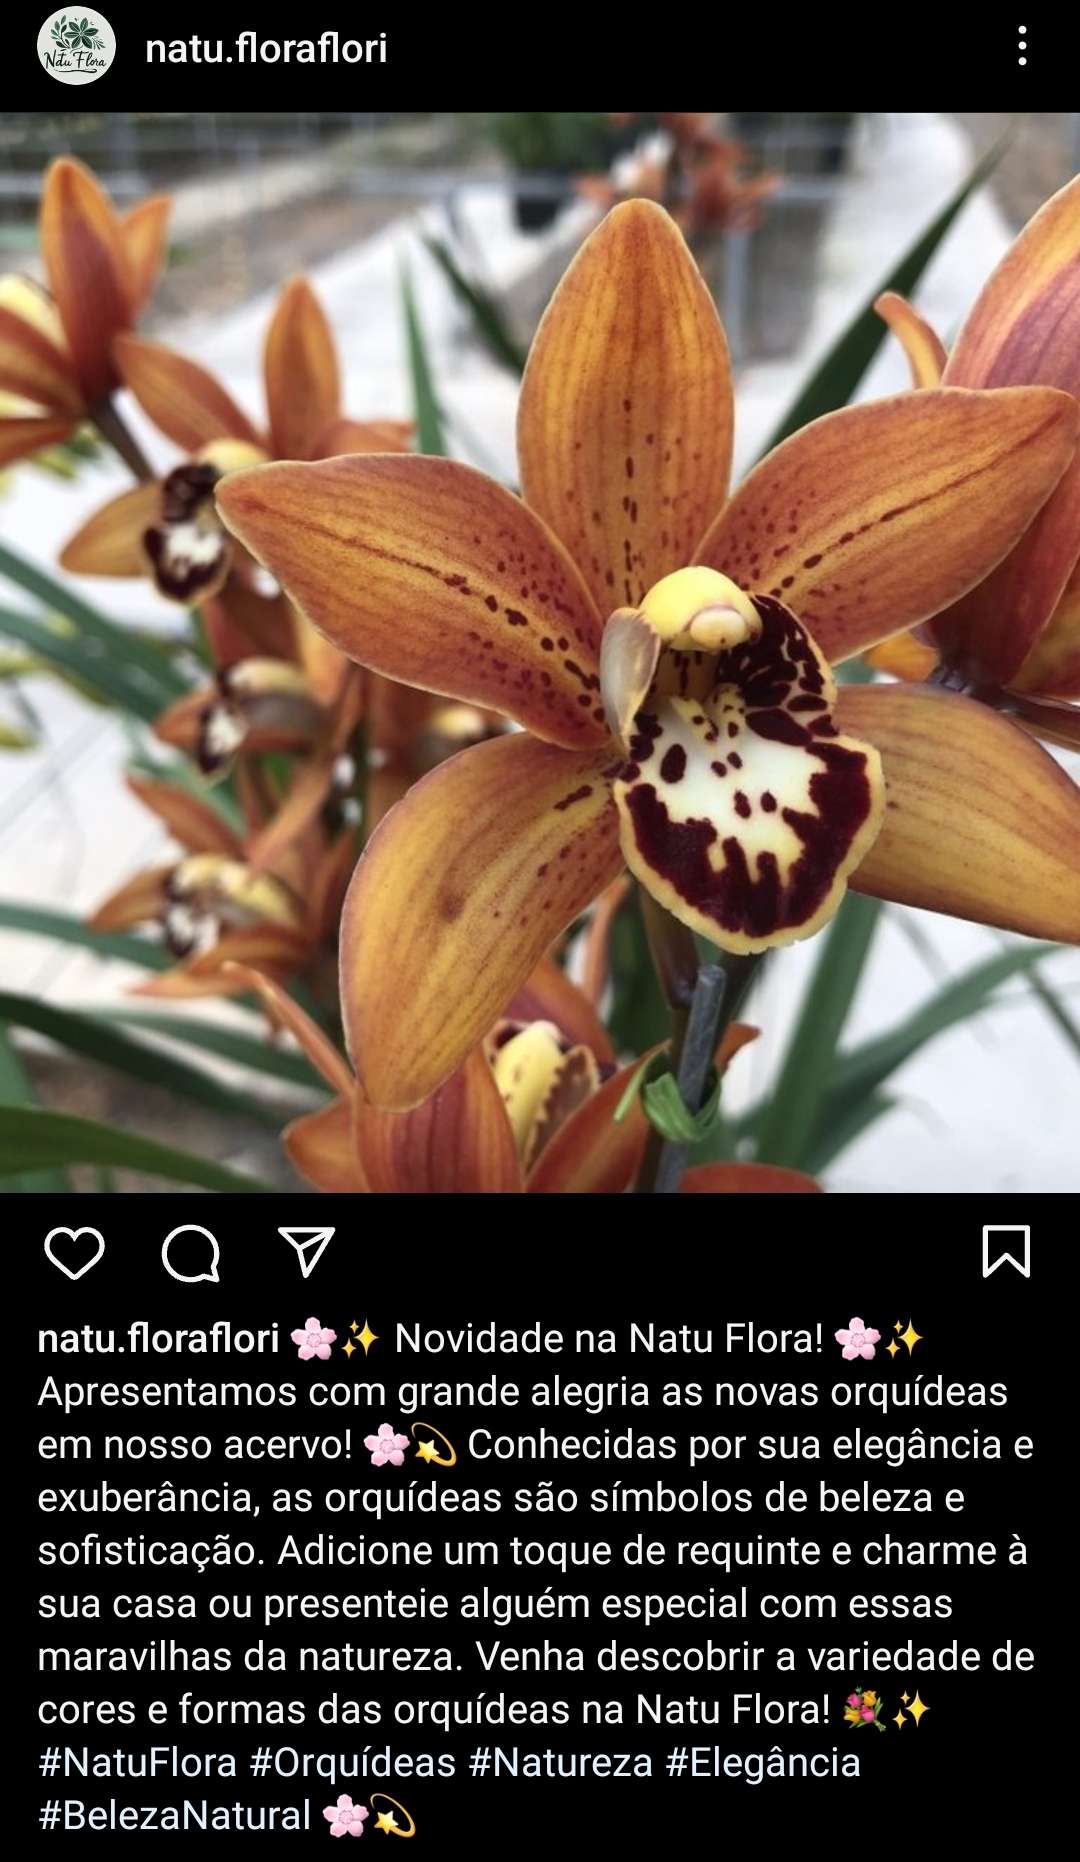 Natu Flora
natu.floraflori
natu.floraflori 🌸✨ Novidade na Natu Flora! 🌸✨
Apresentamos com grande alegria as novas orquídeas
em nosso acervo! 🌸💫 Conhecidas por sua elegância e
exuberância, as orquídeas são símbolos de beleza e
sofisticação. Adicione um toque de requinte e charme à
sua casa ou presenteie alguém especial com essas
maravilhas da natureza. Venha descobrir a variedade de
cores e formas das orquídeas na Natu Flora! 💐✨
#NatuFlora #Orquídeas #Natureza #Elegância
#BelezaNatural 🌸💫